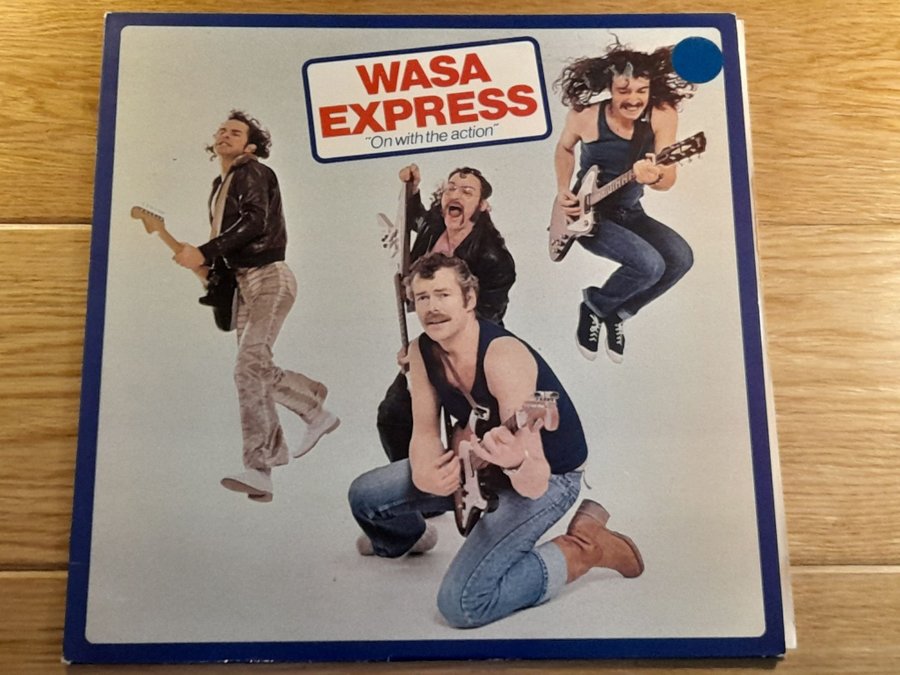 WASA
EXPRESS
"On with the action"